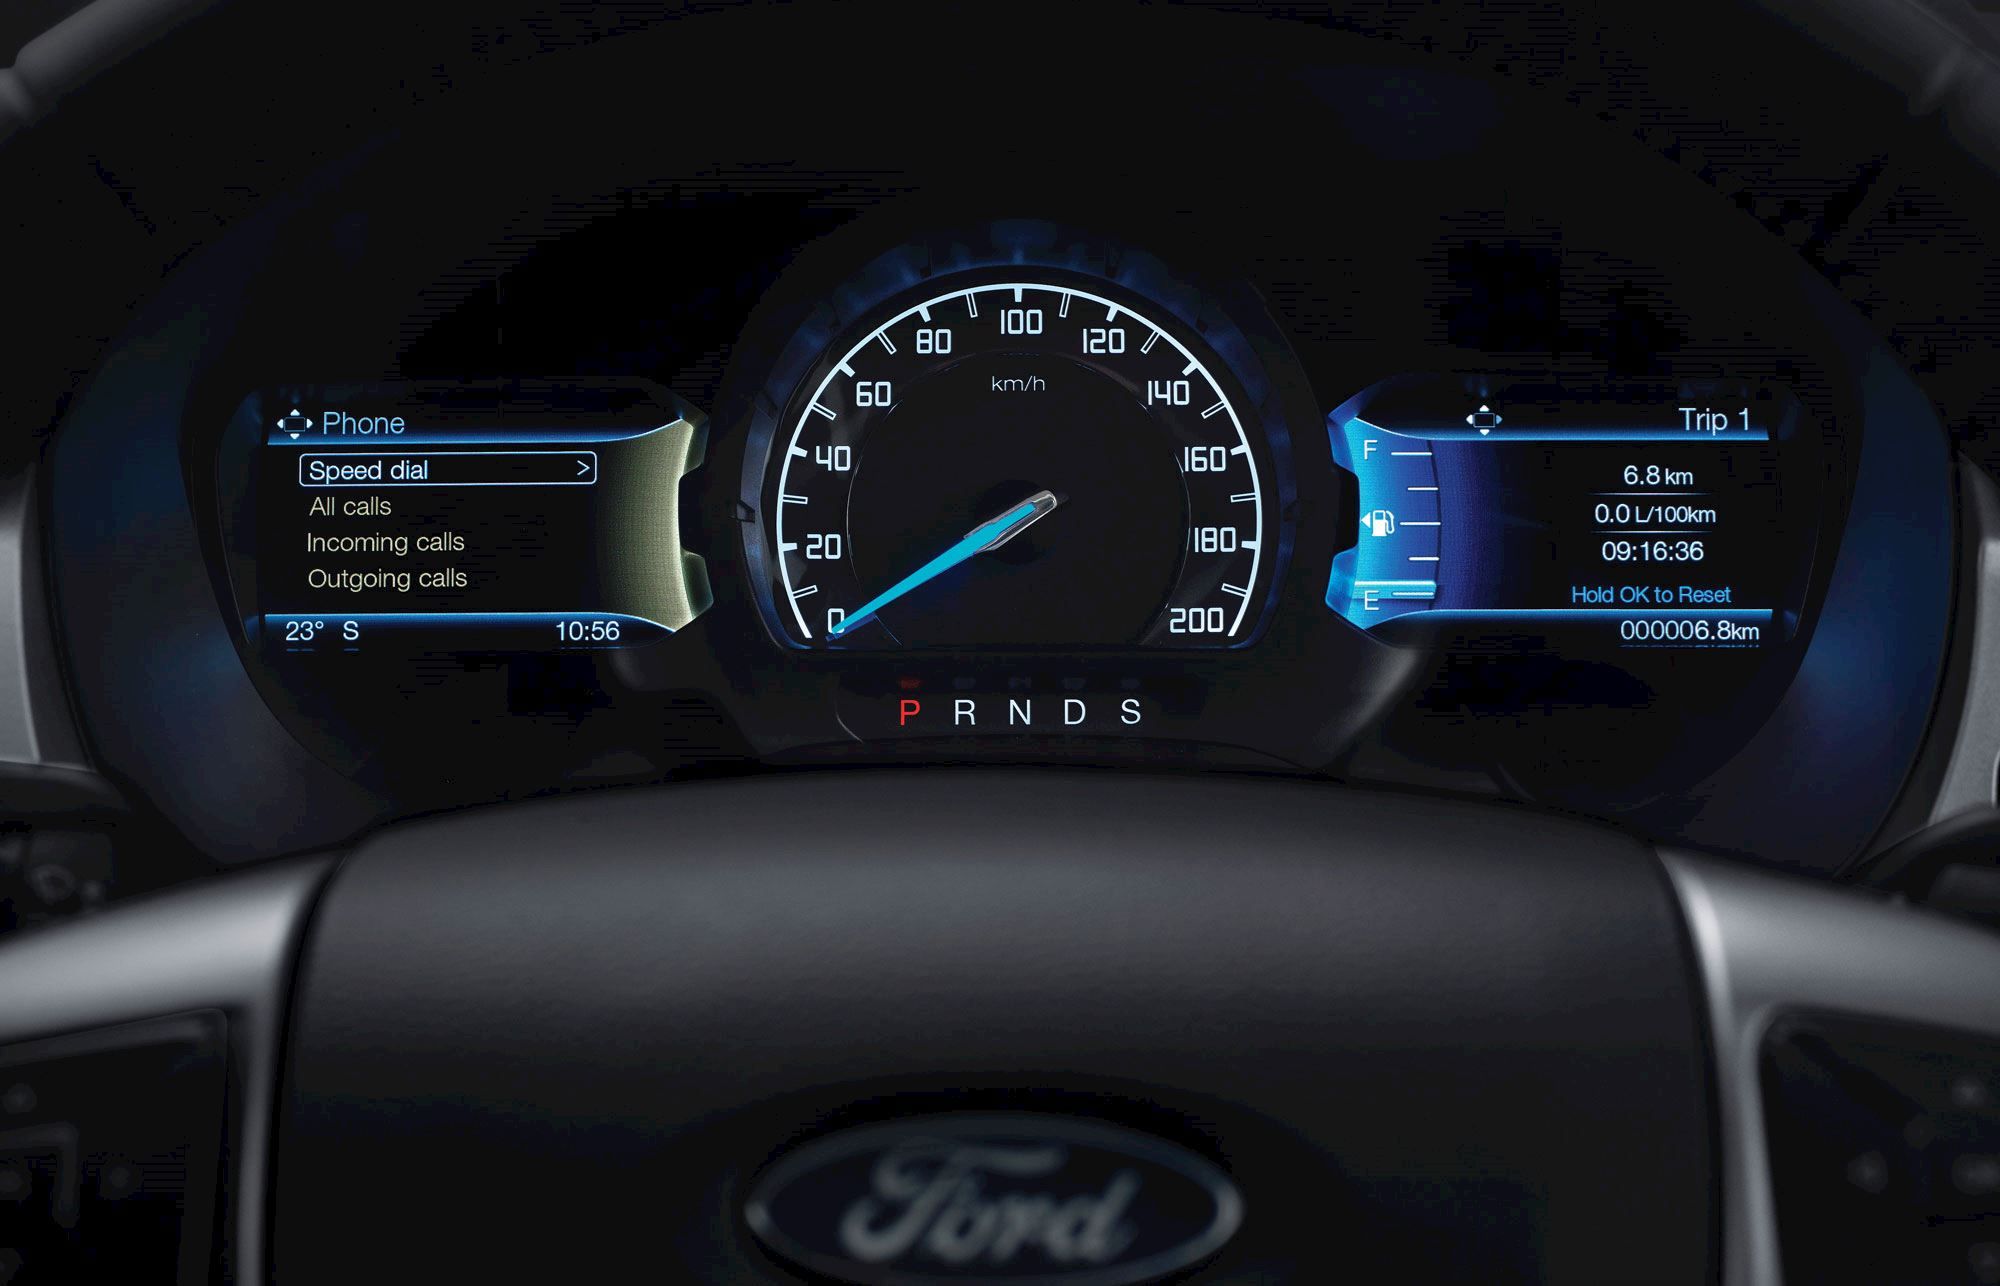 Phone
Speed dial >
All calls
Incoming calls
Outgoing calls
23° S 10:56
0
20
40
60
80
100
120
140
160
180
200
km/h
P R N D S
Trip 1
F
E
6.8 km
0.0 L/100km
09:16:36
Hold OK to Reset
000006.8km
Ford